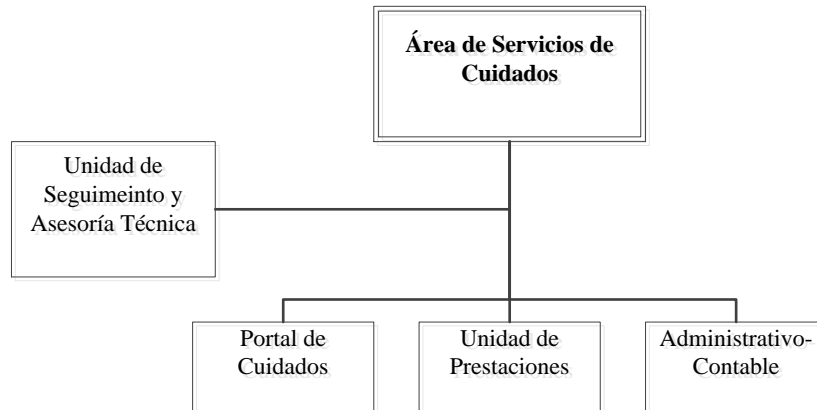 Área de Servicios de
Cuidados
Unidad de
Seguimeinto y
Asesoría Técnica
Portal de
Cuidados
Unidad de
Prestaciones
Administrativo-
Contable